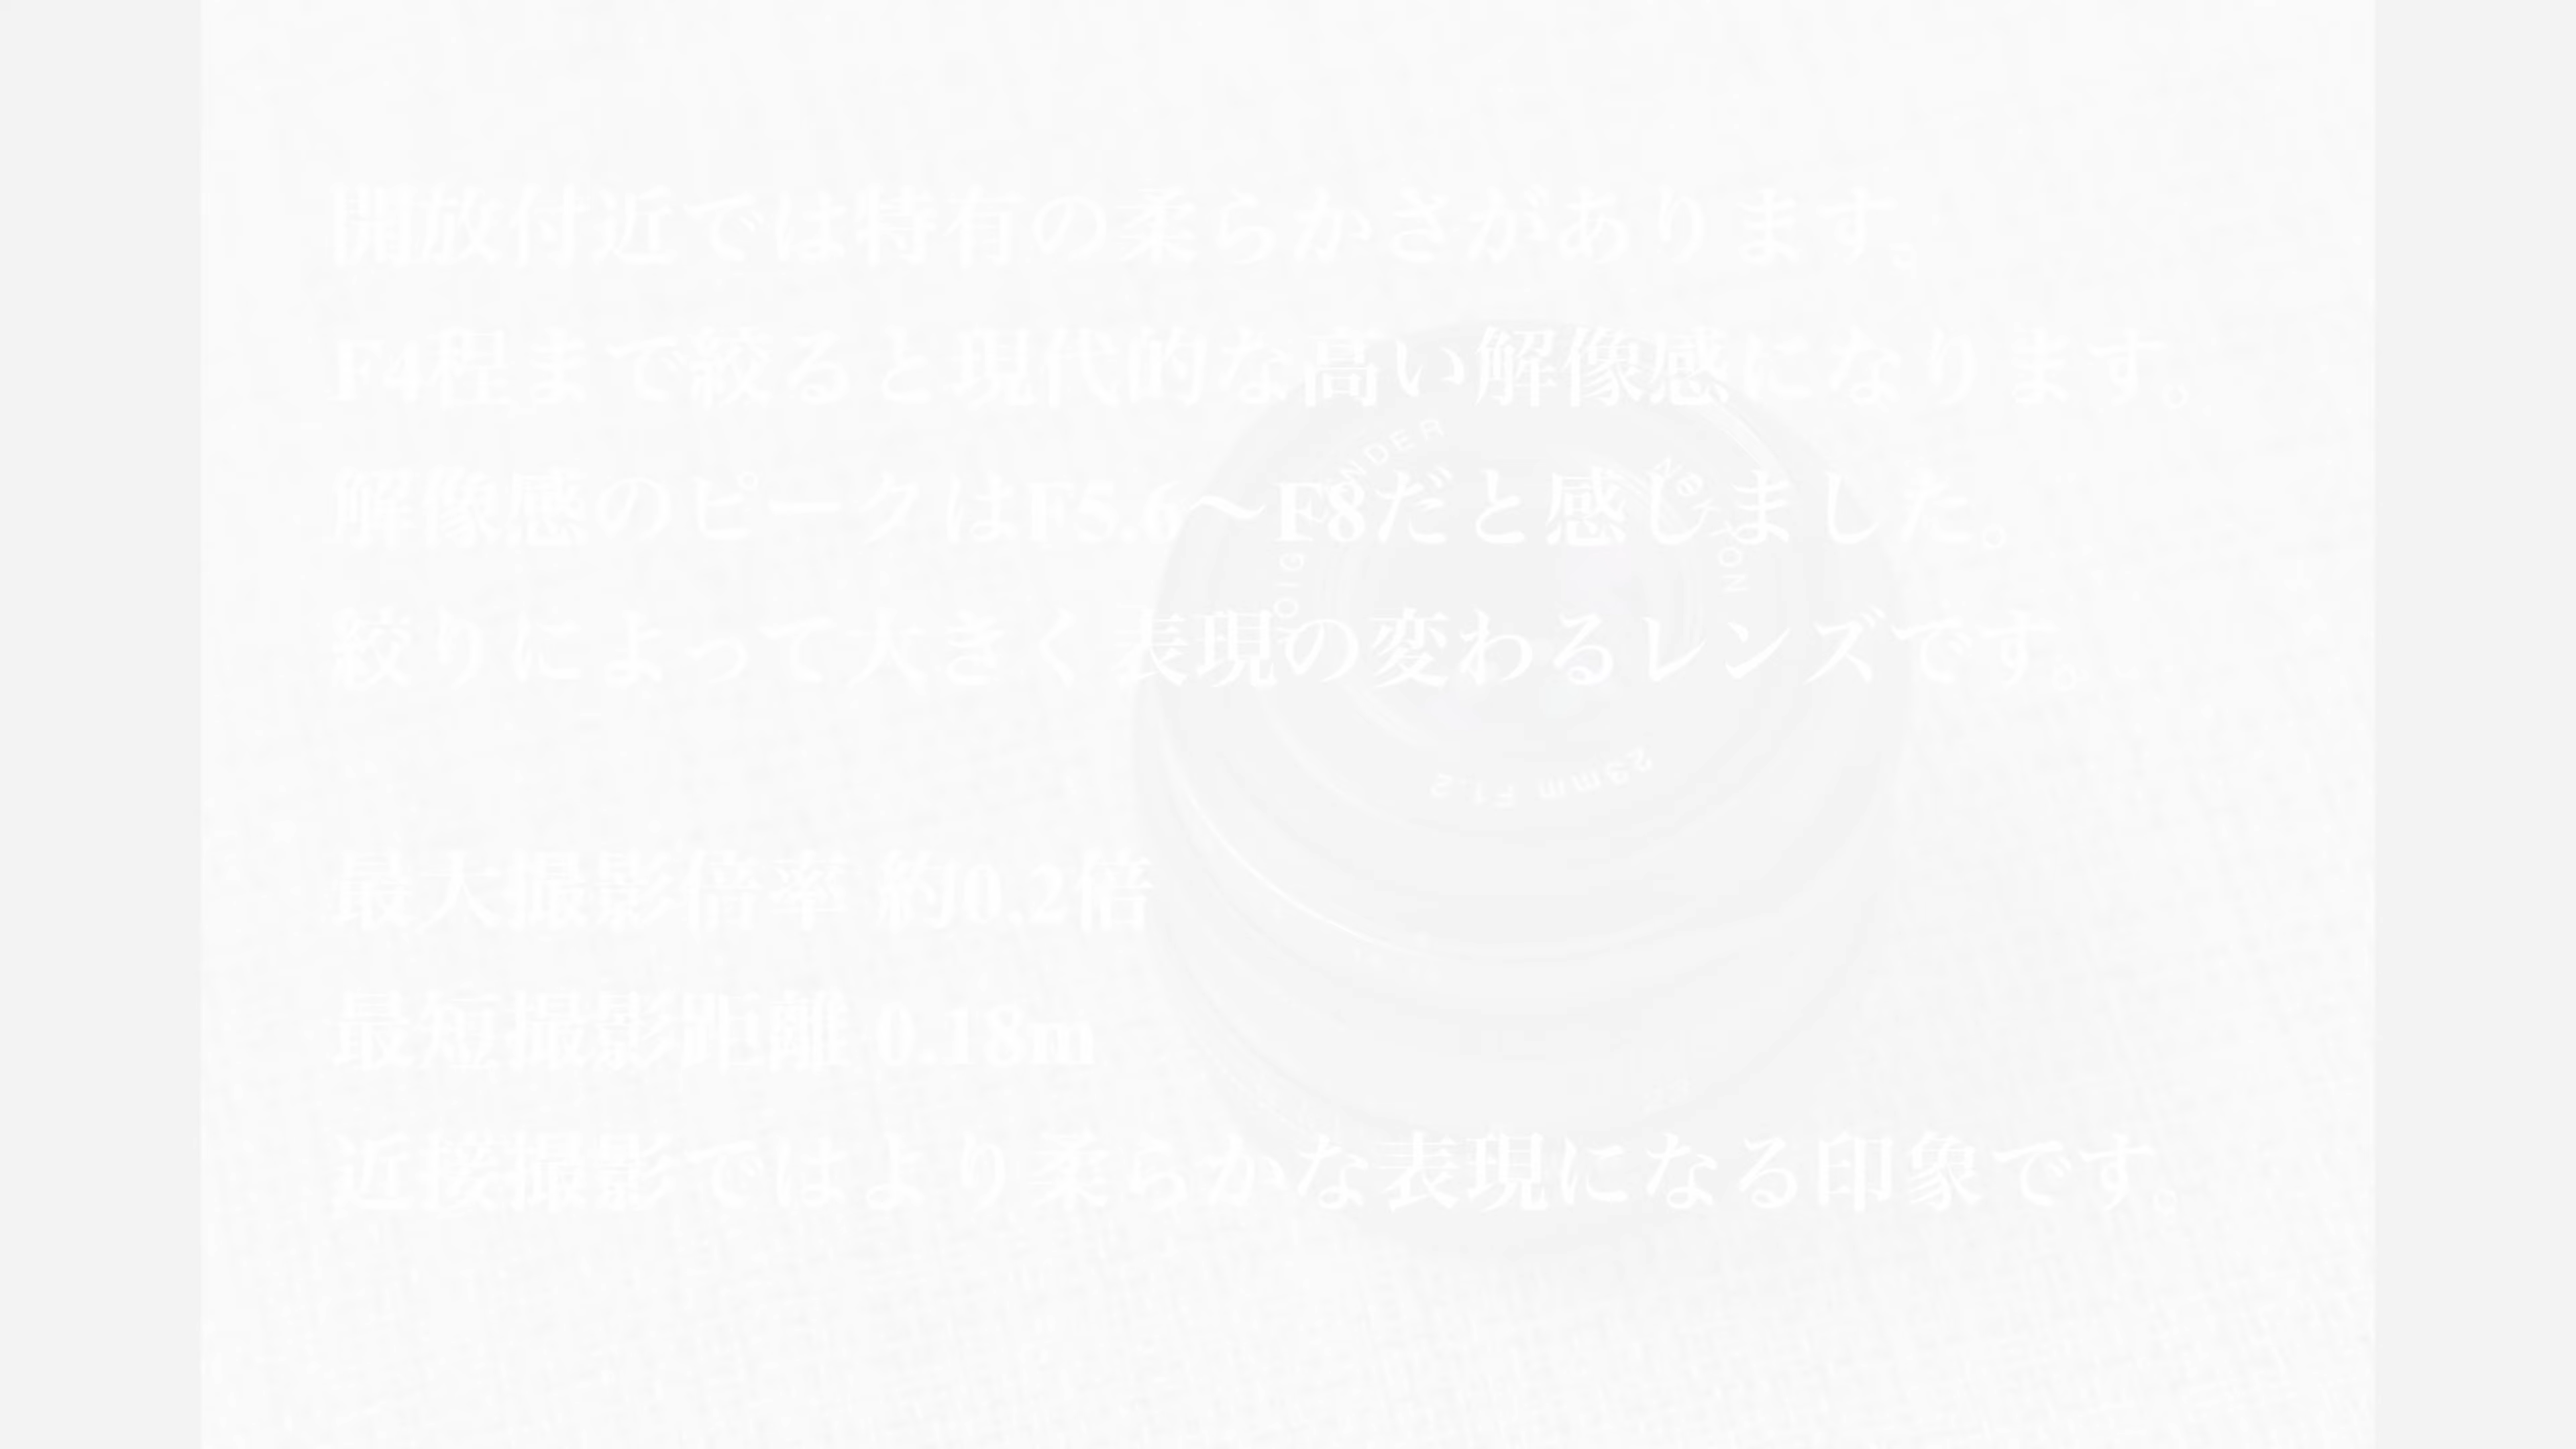 開放付近では特有の柔らかさがあります。
F4程まで絞ると現代的な高い解像感になります。
解像感のピークはF5.6〜F8だと感じました。
絞りによって大きく表現の変わるレンズです。
最大撮影倍率 約0.2倍
最短撮影距離 0.18m
近接撮影ではより柔らかな表現になる印象です。
NOKTON
23mm F1.2